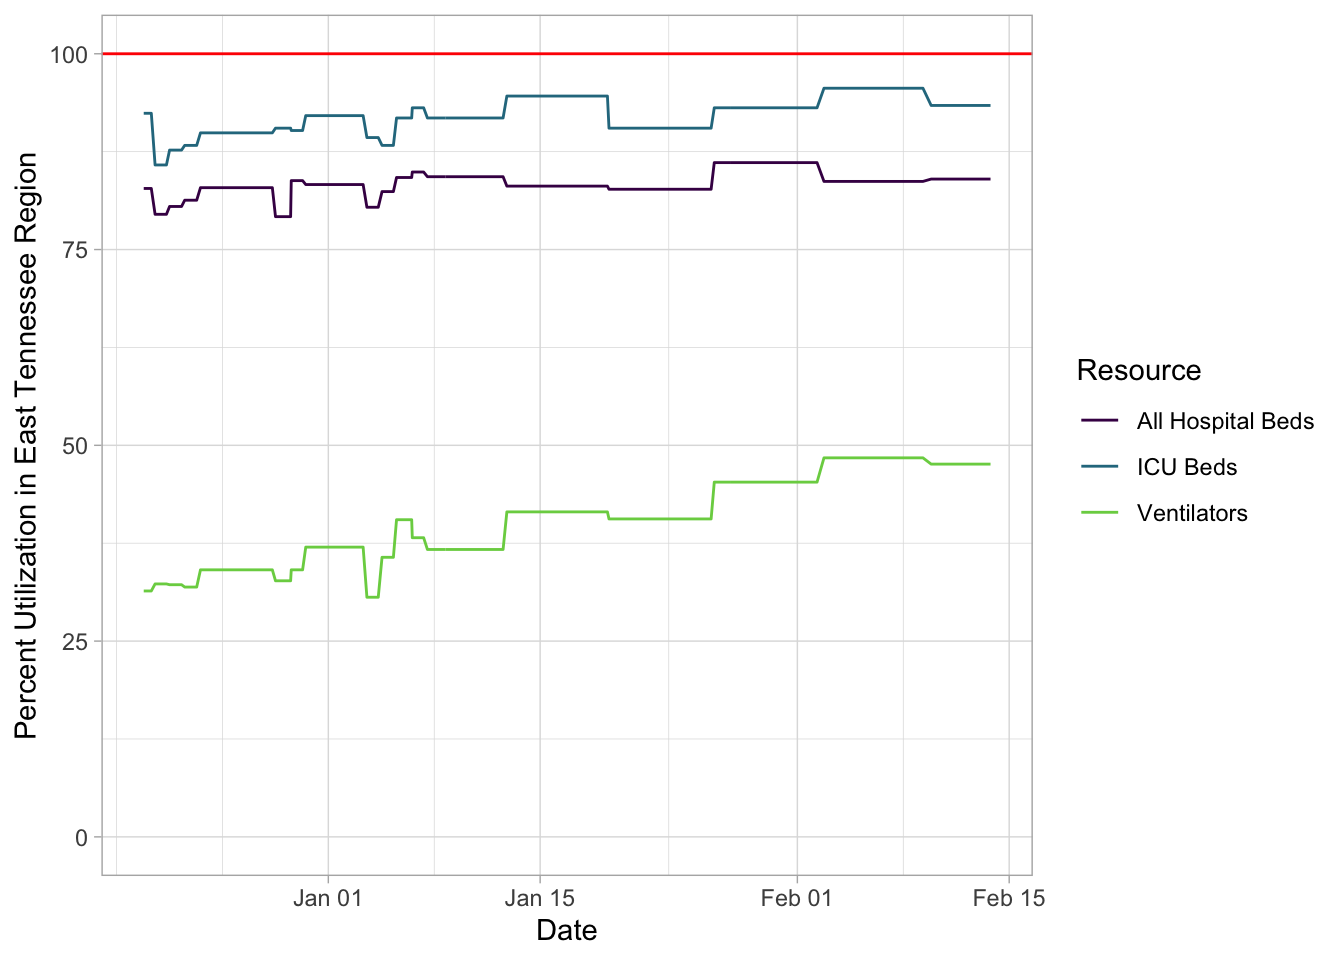 Percent Utilization in East Tennessee Region
100
75
50
25
0
Jan 01
Jan 15
Feb 01
Feb 15
Date
Resource
All Hospital Beds
ICU Beds
Ventilators